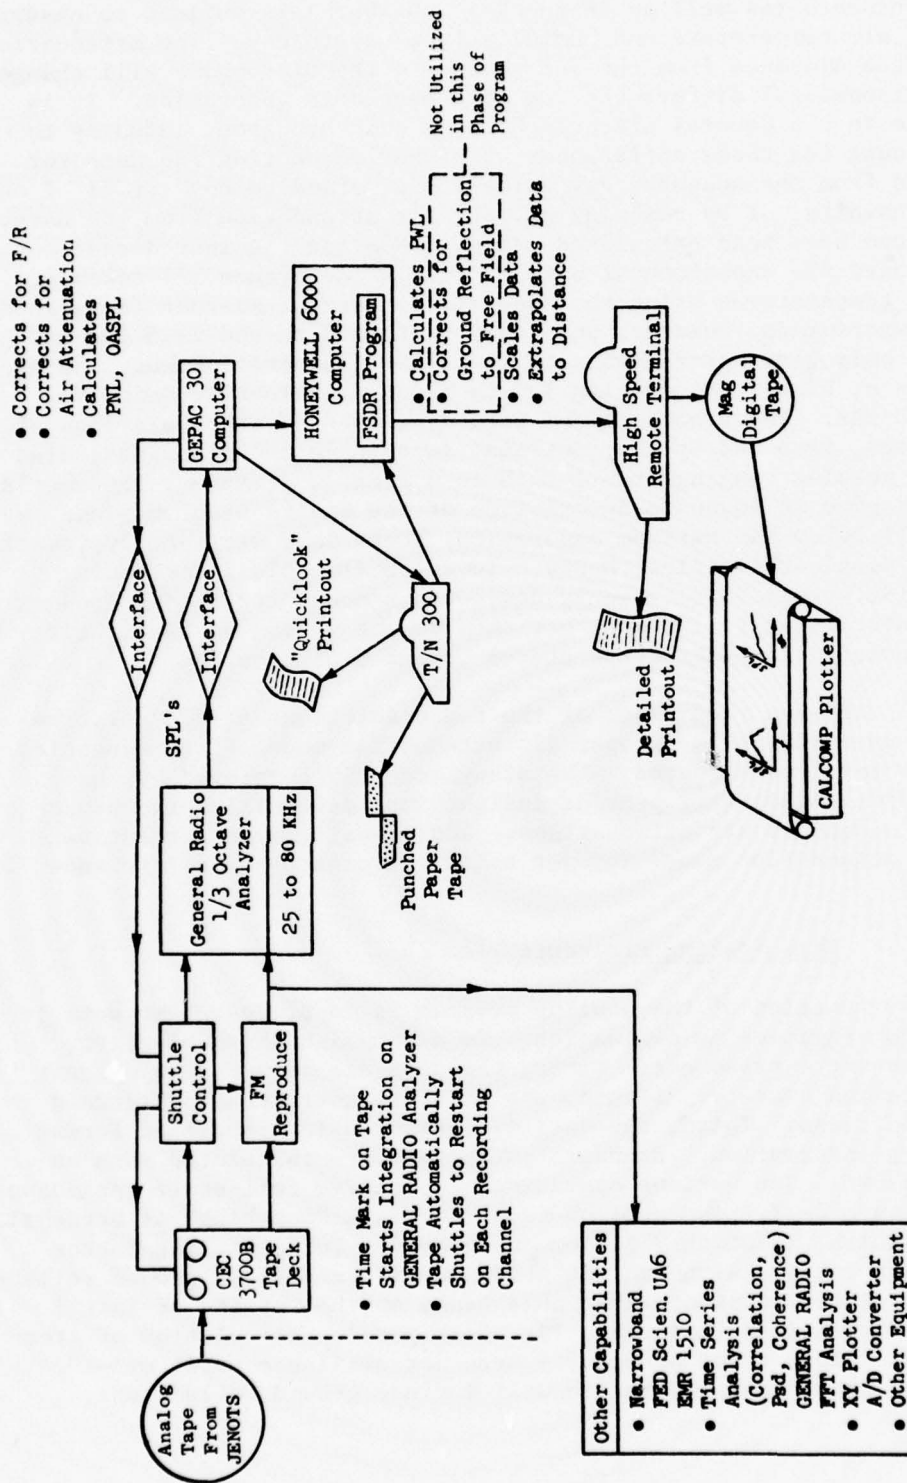 Analog
Tape
From
JENOTS
CEC
3700B
Tape
Deck
Shuttle
Control
FM
Reproduce
General Radio
1/3 Octave
Analyzer
25 to 80 KHz
SPL's
Interface
Interface
GEPAC 30
Computer
• Corrects for F/R
• Corrects for
Air Attenuation
• Calculates
PNL, OASPL
• Time Mark on Tape
Starts Integration on
GENERAL RADIO Analyzer
• Tape Automatically
Shuttles to Restart
on Each Recording
Channel
"Quicklook"
Printout
T/N 300
Punched
Paper
Tape
HONEYWELL 6000
Computer
FSDR Program
• Calculates PWL
• Corrects for
Ground Reflection
to Free Field
• Scales Data
• Extrapolates Data
to Distance
Not Utilized
in this
Phase of
Program
High Speed
Remote Terminal
Detailed
Printout
Mag
Digital
Tape
CALCOMP Plotter
Other Capabilities
• Narrowband
FED Scien. UA6
EMR 1510
• Time Series
Analysis
(Correlation,
Psd, Coherence)
GENERAL RADIO
FFT Analysis
• XY Plotter
A/D Converter
• Other Equipment